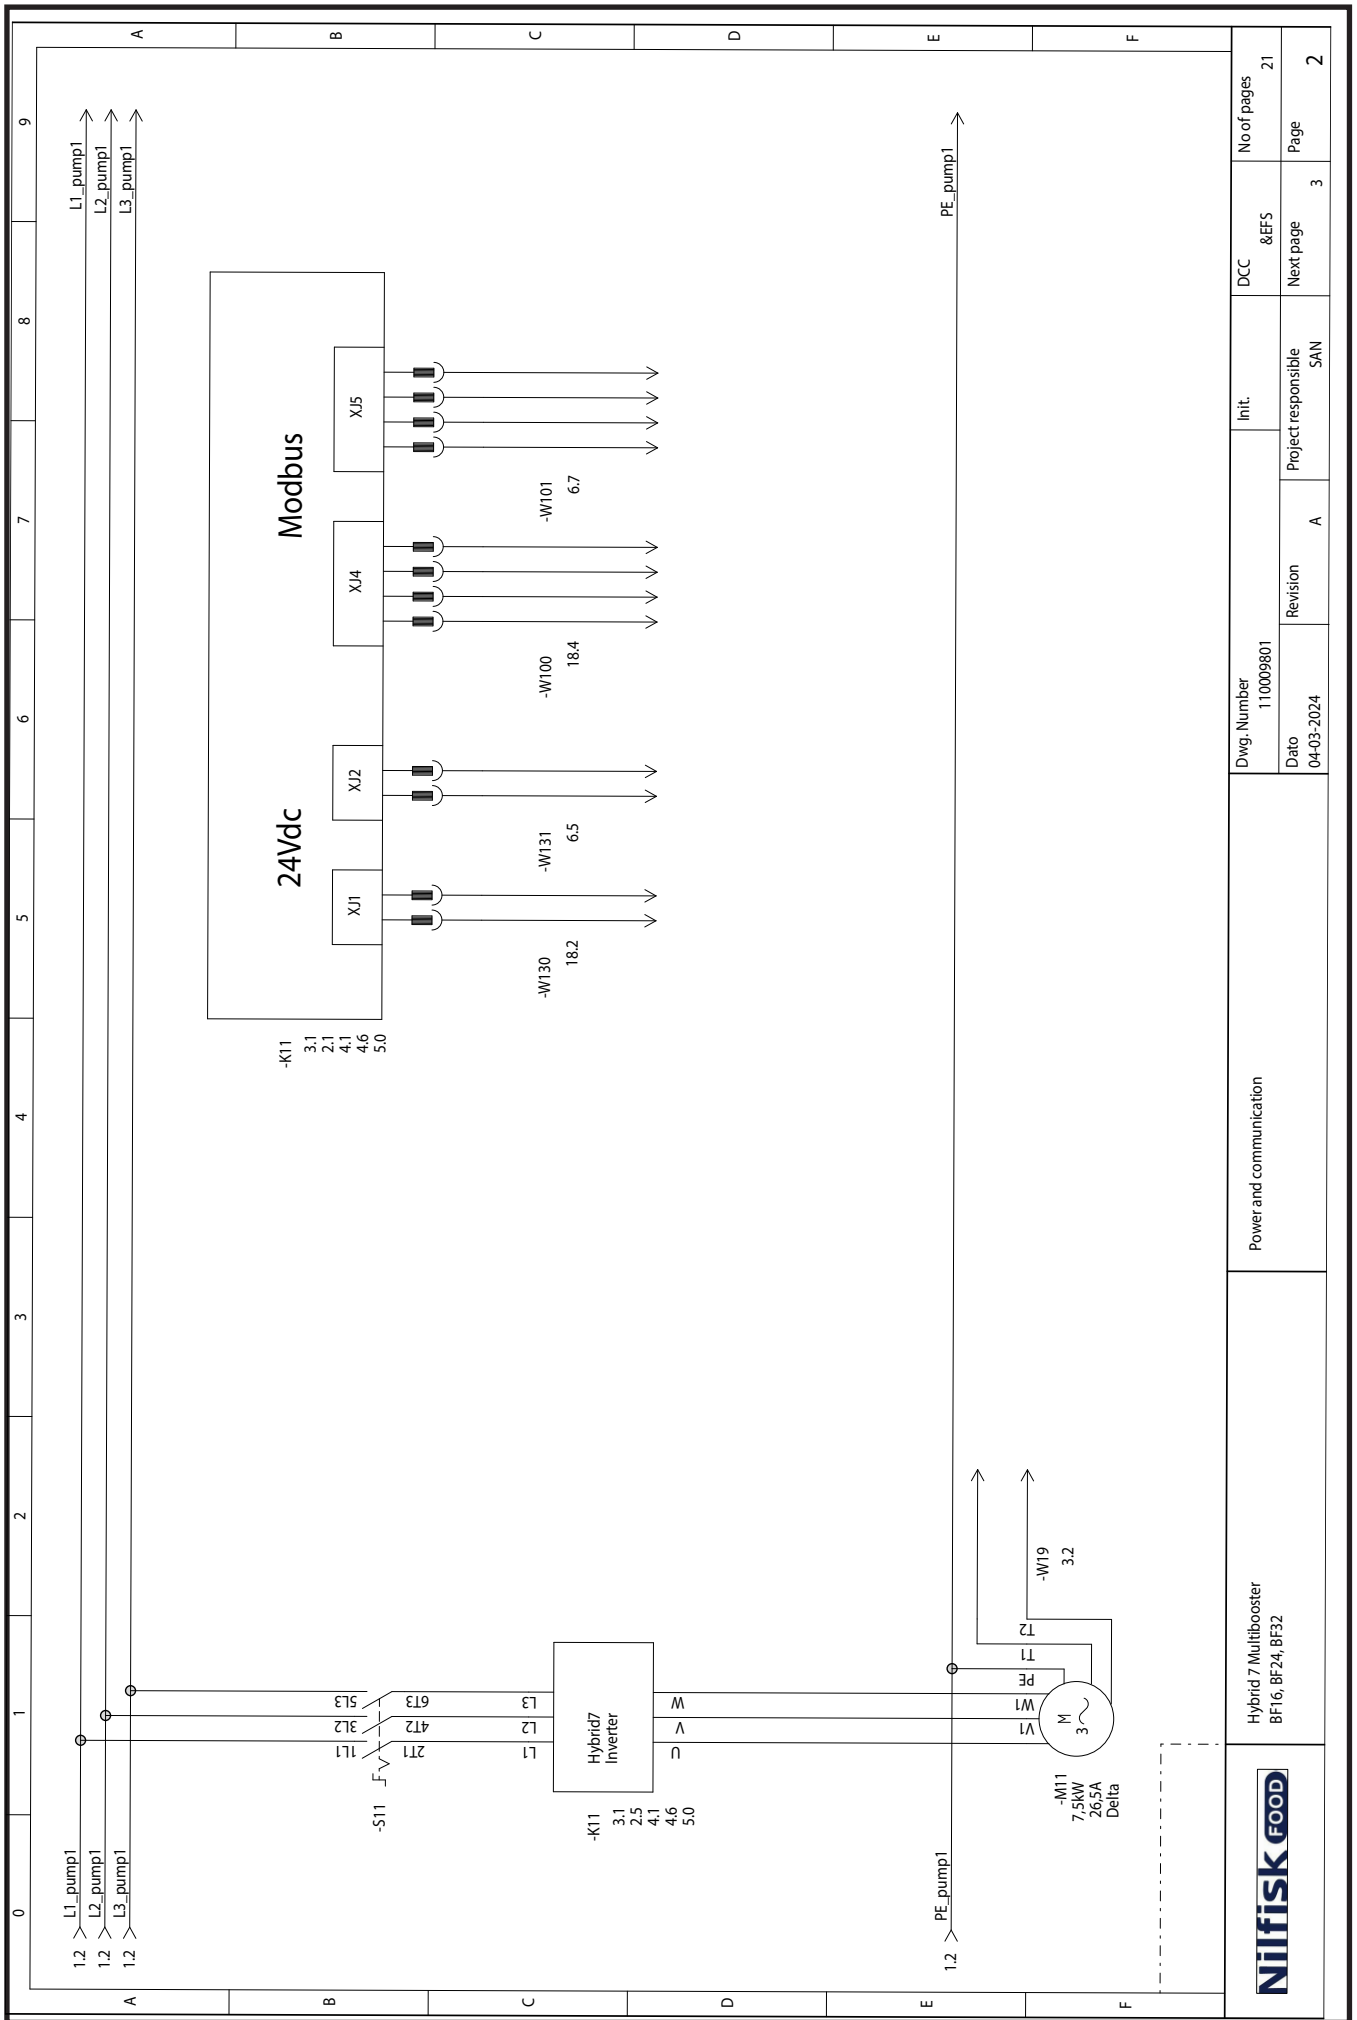 0 1 2 3 4 5 6 7 8 9
A A
B B
C C
D D
E E
F F
1.2 L1_pump1 L1_pump1
1.2 L2_pump1 L2_pump1
1.2 L3_pump1 L3_pump1
-K11
3.1
2.1
4.1
4.6
5.0
24Vdc Modbus
XJ1 XJ2 XJ4 XJ5
-W130
18.2
-W131
6.5
-W100
18.4
-W101
6.7
-S11
1L1 3L2 5L3
2T1 4T2 6T3
L1 L2 L3
-K11
3.1
2.5
4.1
4.6
5.0
Hybrid7
Inverter
U V W
1.2 PE_pump1 PE_pump1
V1 W1 PE T1 T2
-M11
7,5kW
26,5A
Delta
M
3
-W19
3.2
Nilfisk FOOD
Hybrid 7 Multibooster
BF16, BF24, BF32
Power and communication
Dwg. Number
110009801
Init.
DCC
&EFS
No of pages
21
Dato
04-03-2024
Revision
A
Project responsible
SAN
Next page
3
Page
2